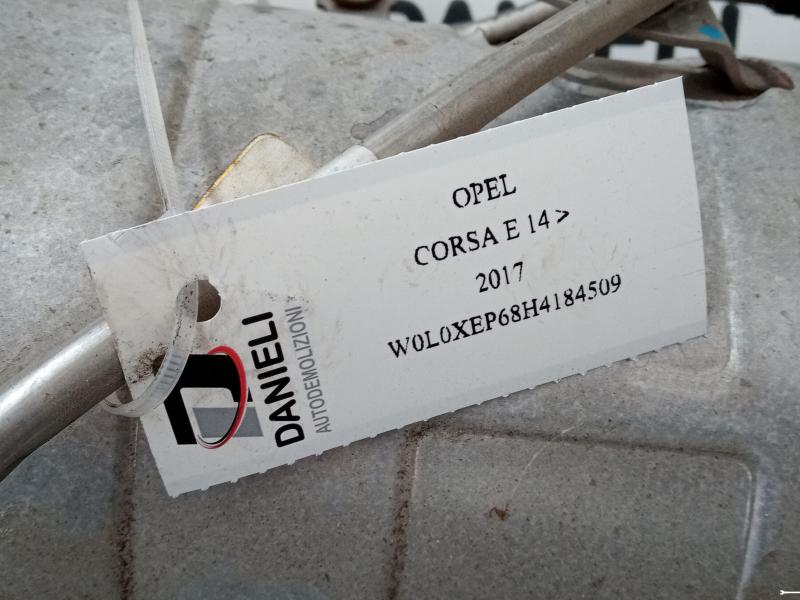 OPEL
CORSA E 14 >
2017
W0L0XEP68H4184509
DANIELI
AUTODEMOLIZIONI